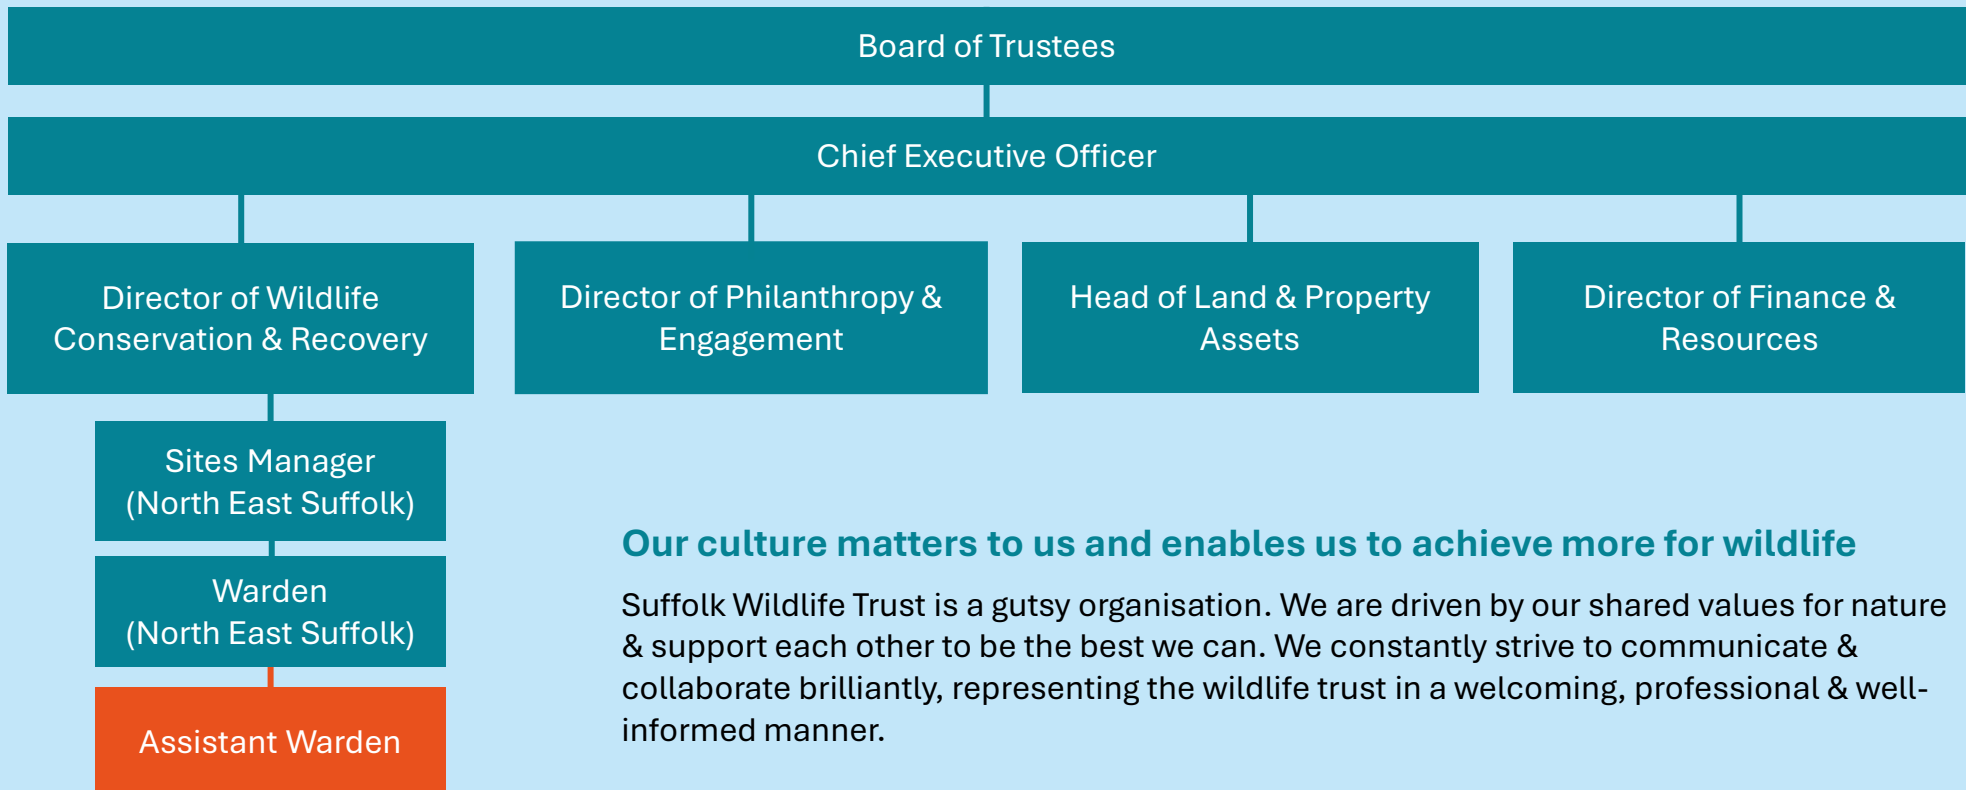 Board of Trustees
Chief Executive Officer
Director of Wildlife
Conservation & Recovery
Director of Philanthropy &
Engagement
Head of Land & Property
Assets
Director of Finance &
Resources
Sites Manager
(North East Suffolk)
Warden
(North East Suffolk)
Assistant Warden
Our culture matters to us and enables us to achieve more for wildlife
Suffolk Wildlife Trust is a gutsy organisation. We are driven by our shared values for nature
& support each other to be the best we can. We constantly strive to communicate &
collaborate brilliantly, representing the wildlife trust in a welcoming, professional & well-
informed manner.